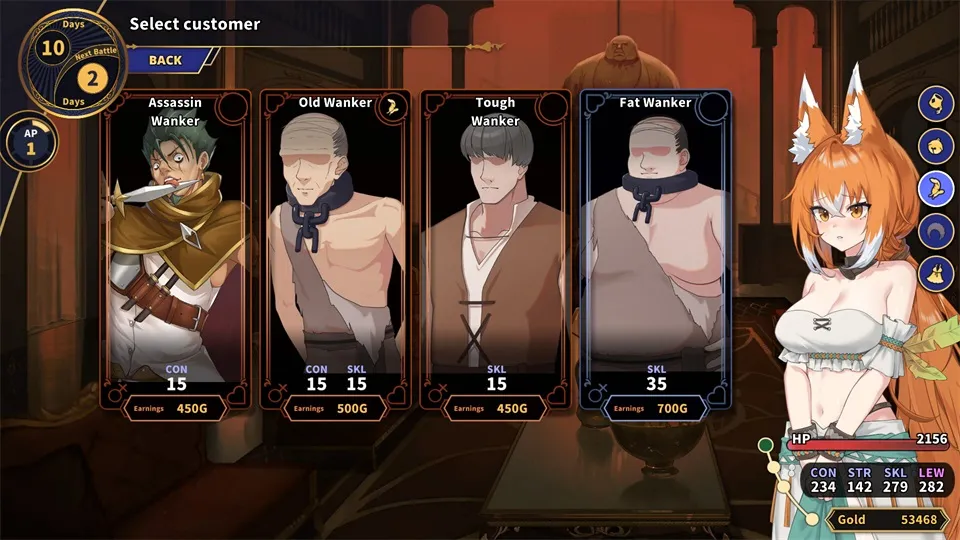 Select customer
Days
10
Next Battle
2
Days
BACK
AP
1
Assassin
Wanker
CON
15
Earnings 450G
Old Wanker
CON SKL
15 15
Earnings 500G
Tough
Wanker
SKL
15
Earnings 450G
Fat Wanker
SKL
35
Earnings 700G
HP 2156
CON STR SKL LEW
234 142 279 282
Gold 53468